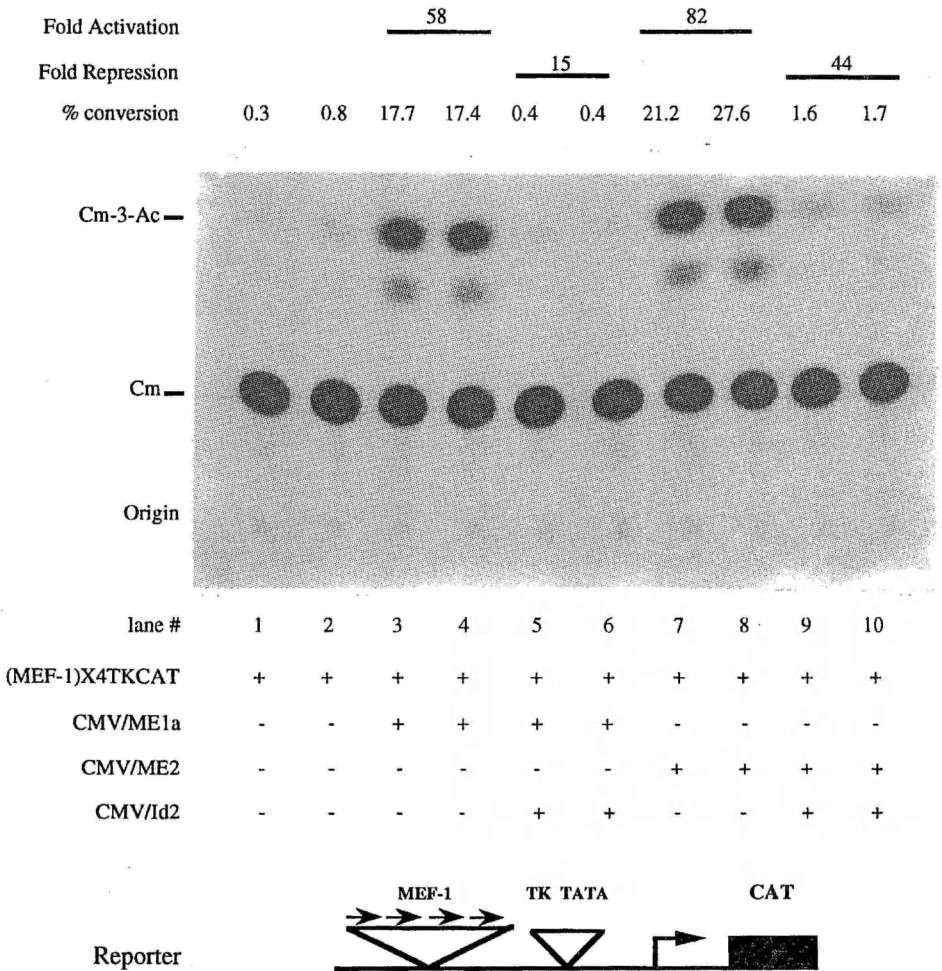 Fold Activation 58 82
Fold Repression 15 44
% conversion 0.3 0.8 17.7 17.4 0.4 0.4 21.2 27.6 1.6 1.7
Cm-3-Ac
Cm
Origin
lane # 1 2 3 4 5 6 7 8 9 10
(MEF-1)X4TKCAT + + + + + + + + + +
CMV/ME1a - - + + + + - - - -
CMV/ME2 - - - - - - + + + +
CMV/Id2 - - - - + + - - + +
MEF-1 TK TATA CAT
Reporter